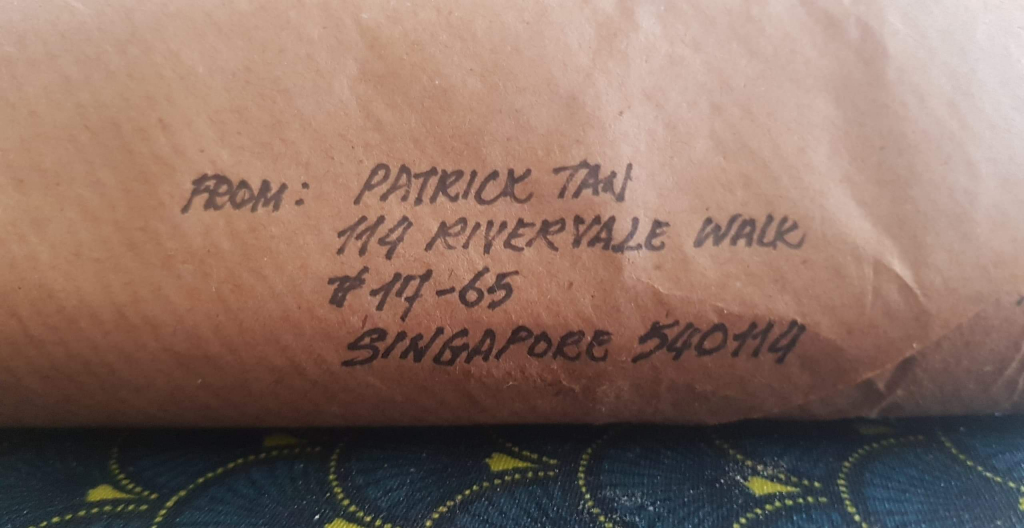 FROM: PATRICK TAN
114 RIVERVALE WALK
#17-65
SINGAPORE 540114